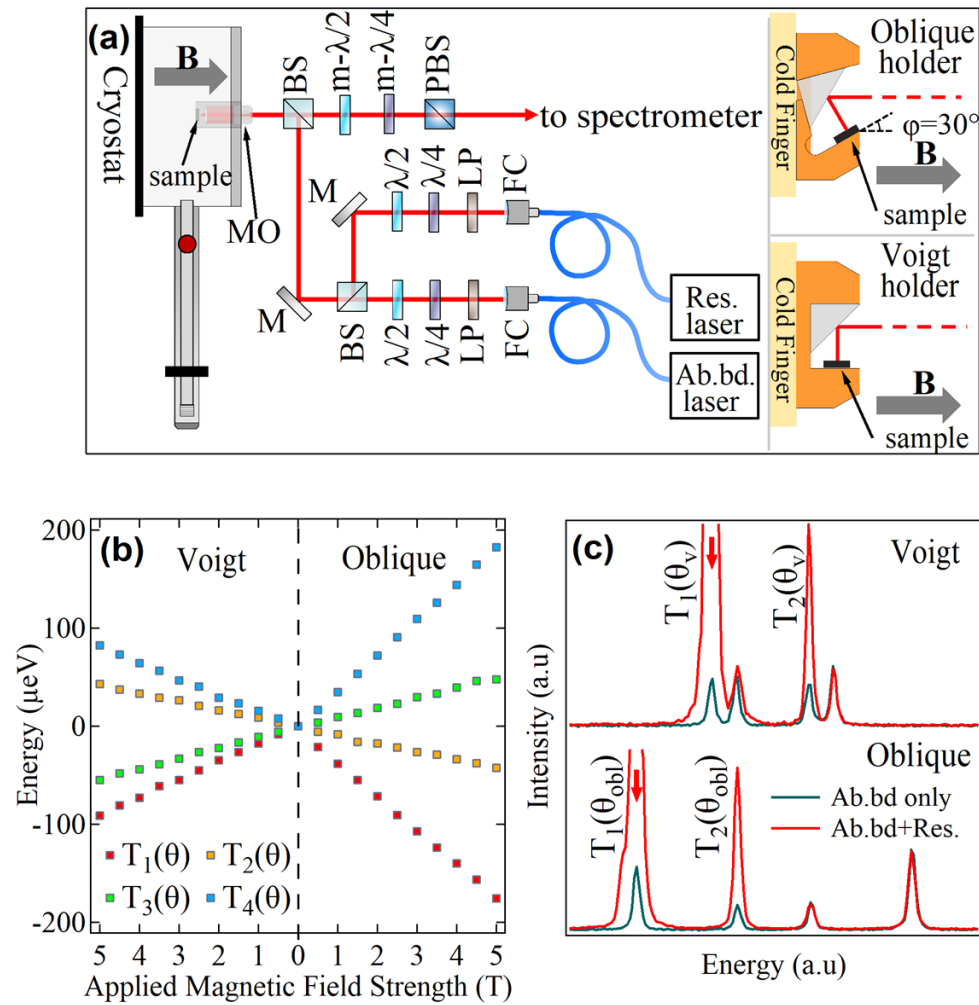 (a)
Cryostat
B
sample
MO
BS
m-λ/2
m-λ/4
PBS
to spectrometer
M
λ/2
λ/4
LP
FC
M
BS
λ/2
λ/4
LP
FC
Res.
laser
Ab.bd.
laser
Cold Finger
Oblique
holder
φ=30°
B
sample
Cold Finger
Voigt
holder
B
sample
(b)
Voigt
Oblique
Energy (μeV)
200
100
0
-100
-200
T₁(θ)
T₂(θ)
T₃(θ)
T₄(θ)
5 4 3 2 1 0 1 2 3 4 5
Applied Magnetic Field Strength (T)
(c)
Voigt
T₁(θᵥ)
T₂(θᵥ)
Intensity (a.u)
Oblique
T₁(θobl)
T₂(θobl)
Ab.bd only
Ab.bd+Res.
Energy (a.u)